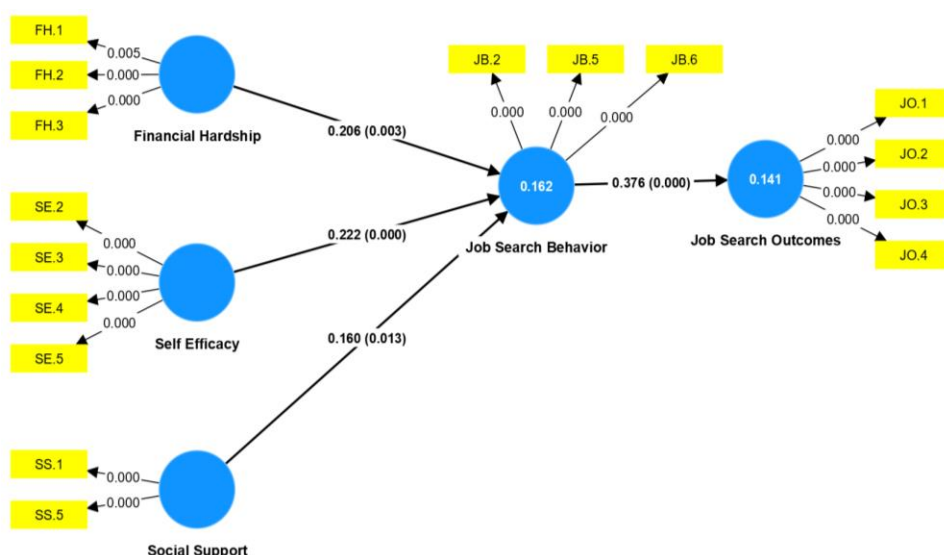 FH.1
0.005
FH.2
0.000
0.000
FH.3
Financial Hardship
0.206 (0.003)
JB.2
JB.5
JB.6
0.000
0.000
0.000
0.162
Job Search Behavior
0.376 (0.000)
0.141
Job Search Outcomes
JO.1
0.000
JO.2
0.000
0.000
JO.3
0.000
JO.4
SE.2
0.000
SE.3
0.000
SE.4
0.000
0.000
SE.5
Self Efficacy
0.222 (0.000)
0.160 (0.013)
SS.1
0.000
0.000
SS.5
Social Support